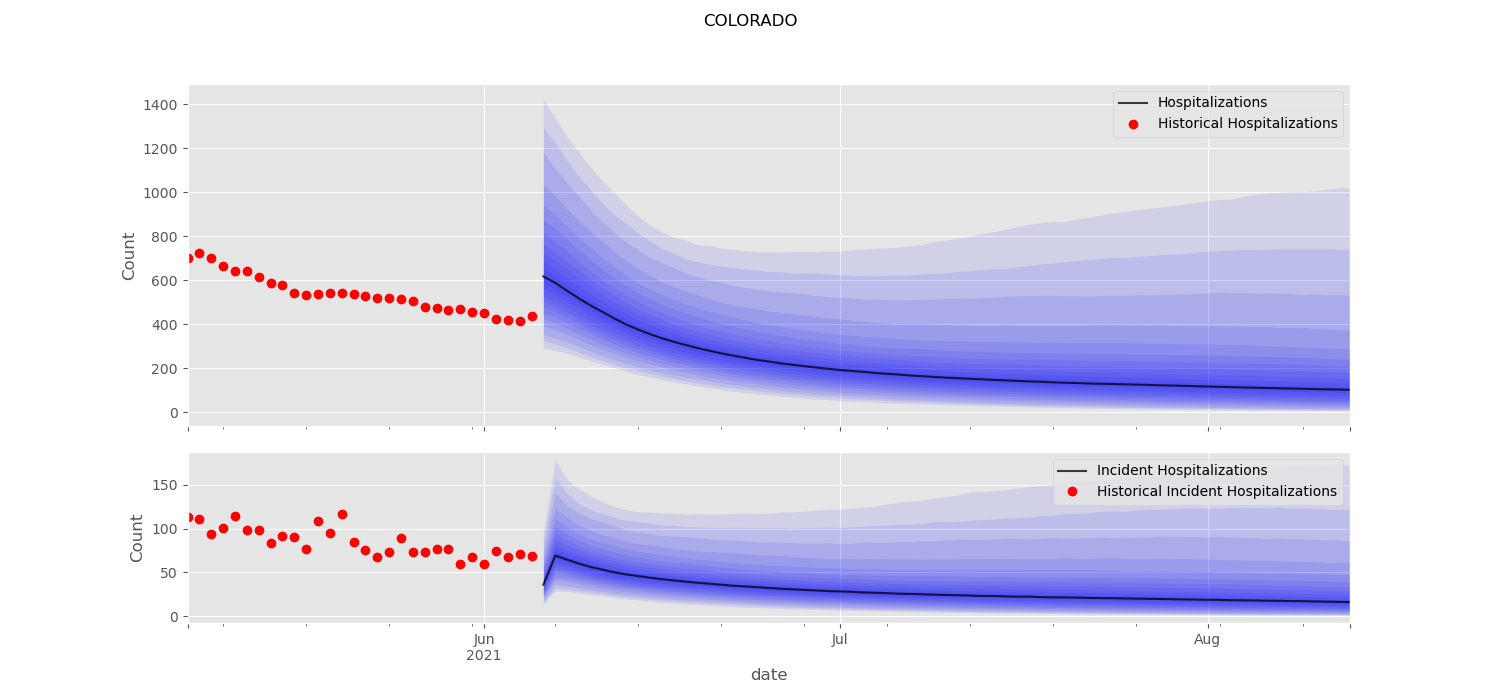 COLORADO
Hospitalizations
Historical Hospitalizations
Count
1400
1200
1000
800
600
400
200
0
Incident Hospitalizations
Historical Incident Hospitalizations
Count
150
100
50
0
Jun
2021
Jul
Aug
date